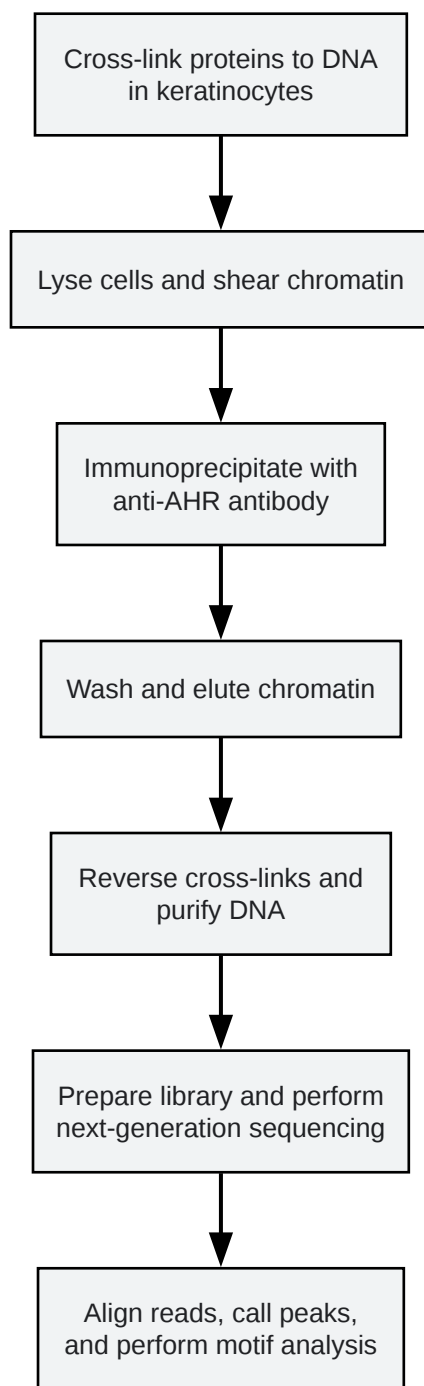 Cross-link proteins to DNA
in keratinocytes
Lyse cells and shear chromatin
Immunoprecipitate with
anti-AHR antibody
Wash and elute chromatin
Reverse cross-links and
purify DNA
Prepare library and perform
next-generation sequencing
Align reads, call peaks,
and perform motif analysis